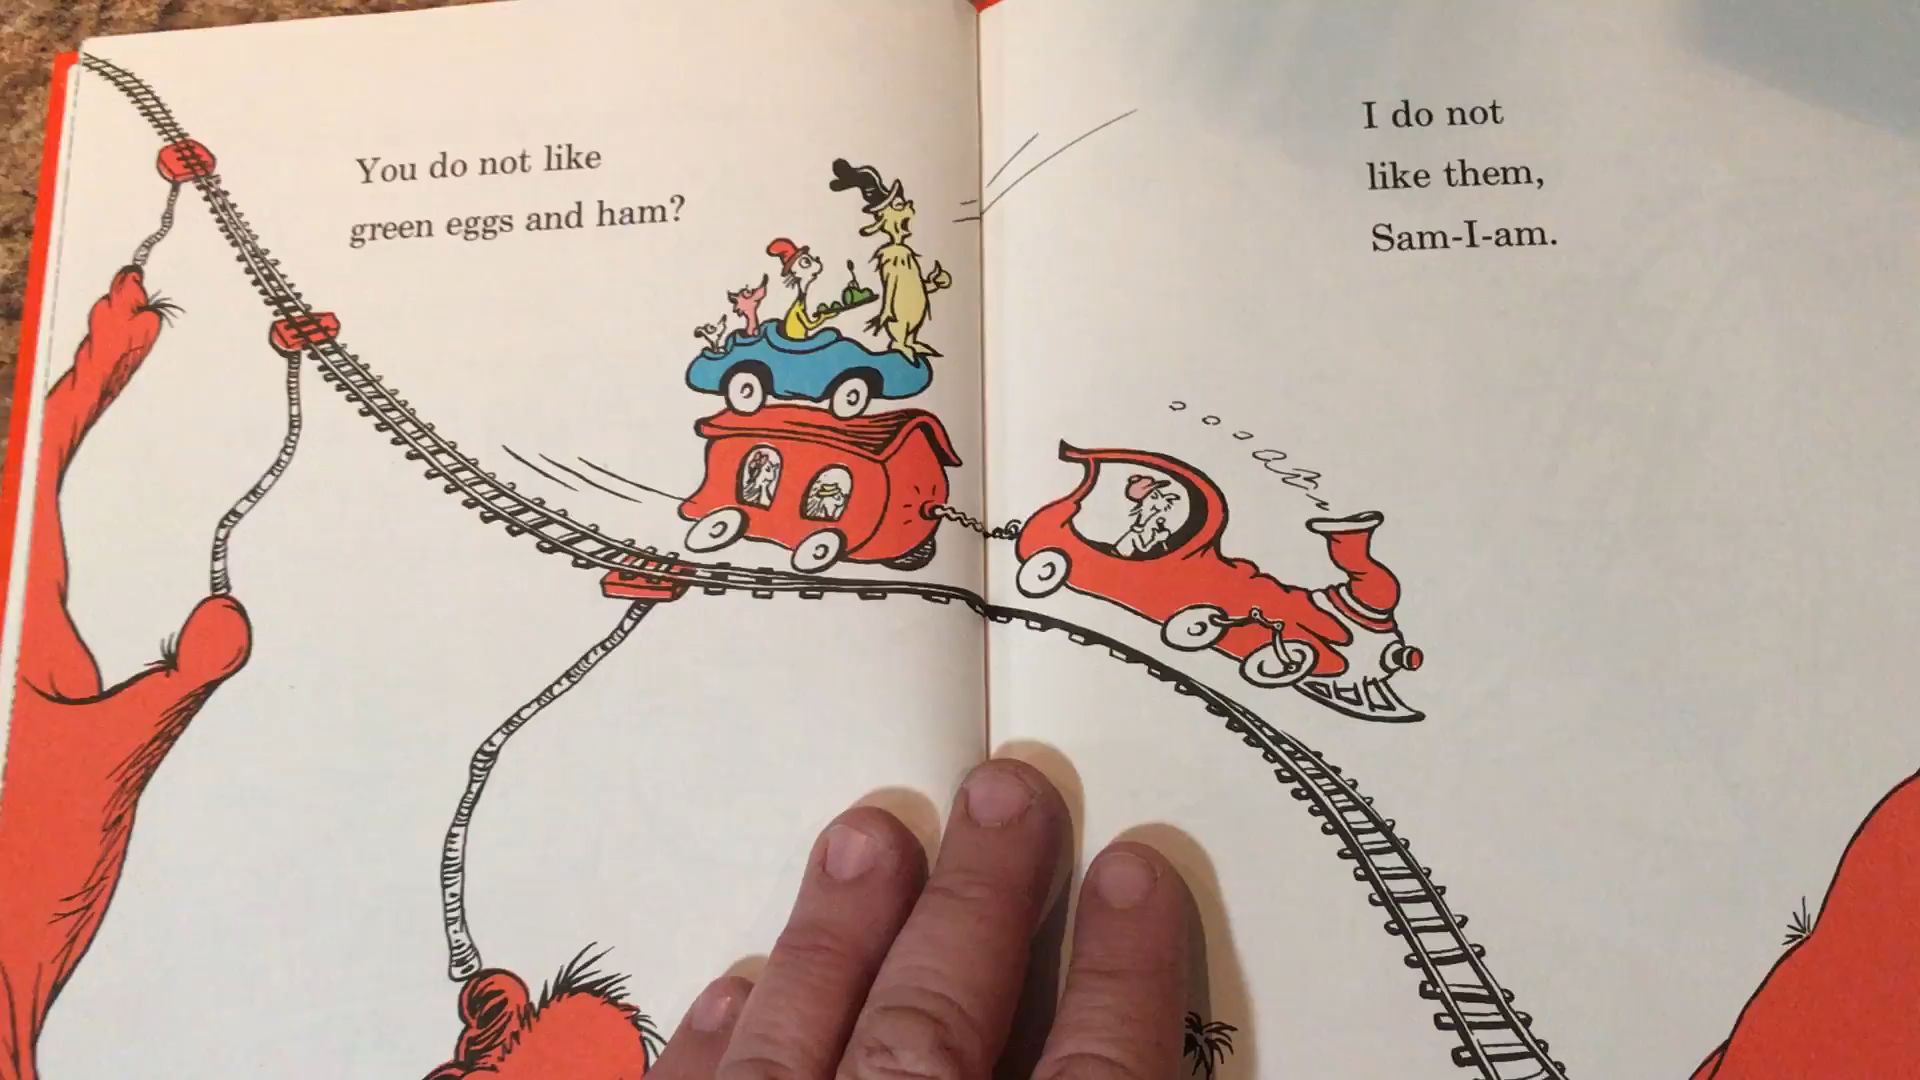 You do not like
green eggs and ham?
I do not
like them,
Sam-I-am.